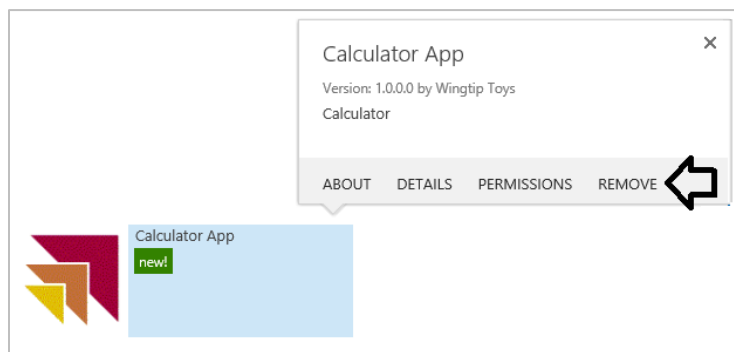 Calculator App
Version: 1.0.0.0 by Wingtip Toys
Calculator
ABOUT DETAILS PERMISSIONS REMOVE
Calculator App
new!